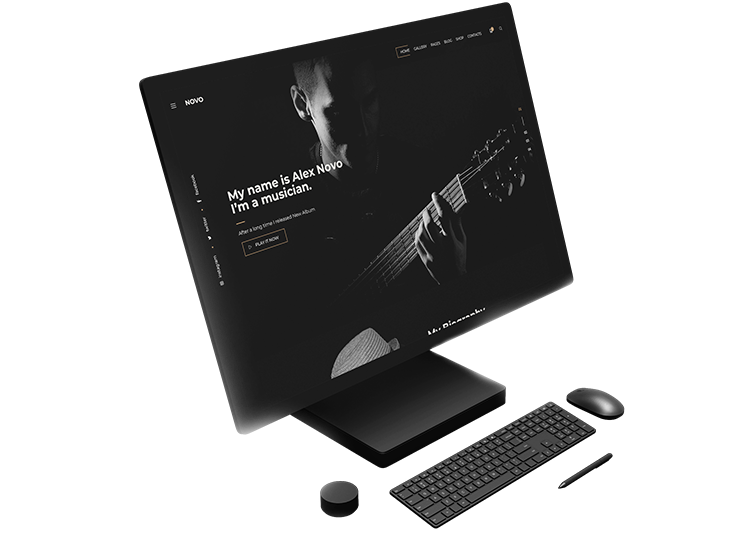 NOVO
HOME GALLERY PAGES BLOG SHOP CONTACTS
facebook
twitter
instagram
My name is Alex Novo
I'm a musician.
After a long time I released New Album
PLAY IT NOW
My Biography